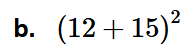 b. (12 + 15)²